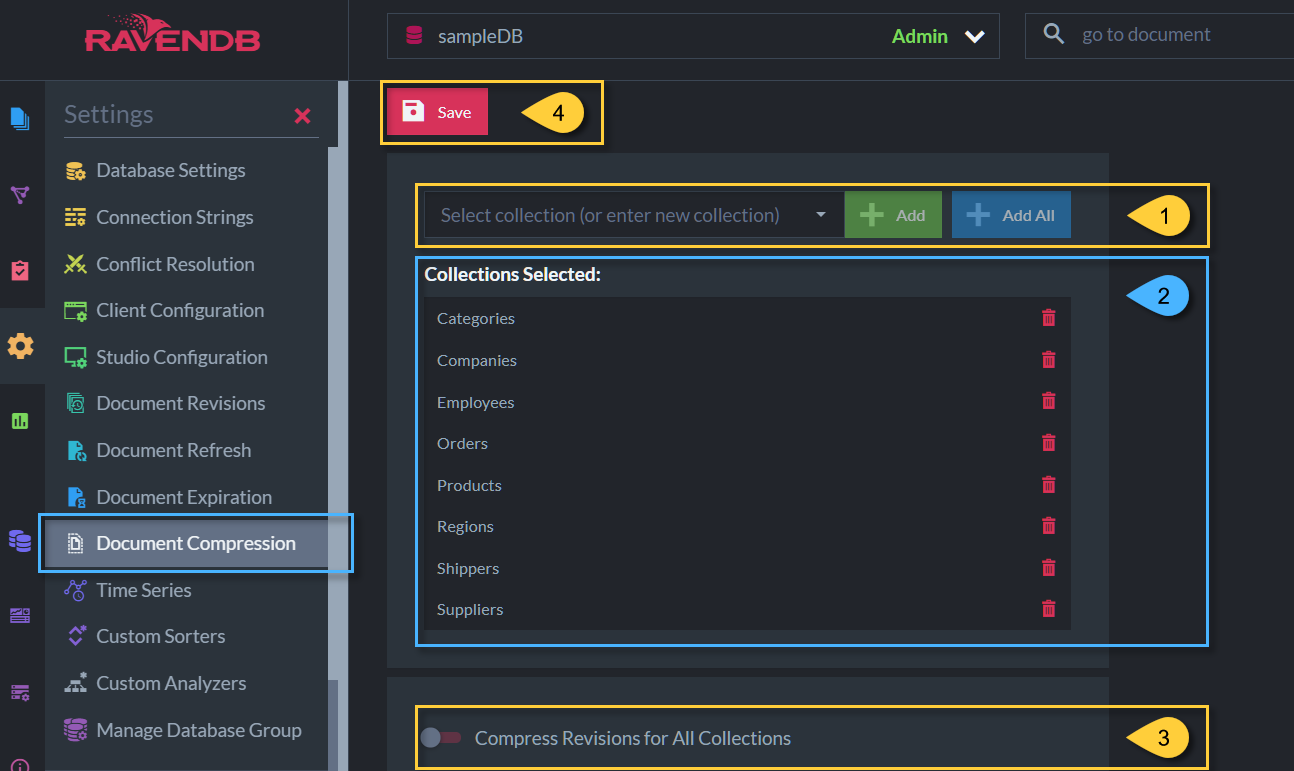 RAVENDB
sampleDB
Admin
go to document
Settings
Database Settings
Connection Strings
Conflict Resolution
Client Configuration
Studio Configuration
Document Revisions
Document Refresh
Document Expiration
Document Compression
Time Series
Custom Sorters
Custom Analyzers
Manage Database Group
Save
4
Select collection (or enter new collection)
Add
Add All
1
Collections Selected:
2
Categories
Companies
Employees
Orders
Products
Regions
Shippers
Suppliers
Compress Revisions for All Collections
3